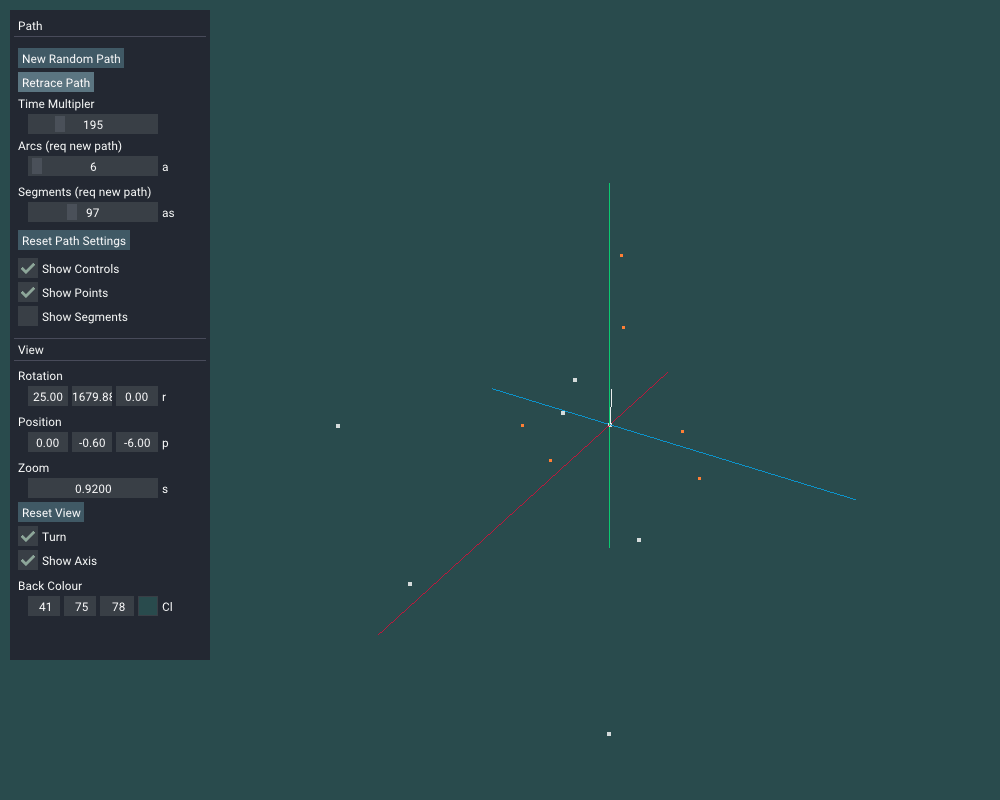 Path
New Random Path
Retrace Path
Time Multipler
195
Arcs (req new path)
6 a
Segments (req new path)
97 as
Reset Path Settings
Show Controls
Show Points
Show Segments
View
Rotation
25.00 1679.88 0.00 r
Position
0.00 -0.60 -6.00 p
Zoom
0.9200 s
Reset View
Turn
Show Axis
Back Colour
41 75 78 Cl